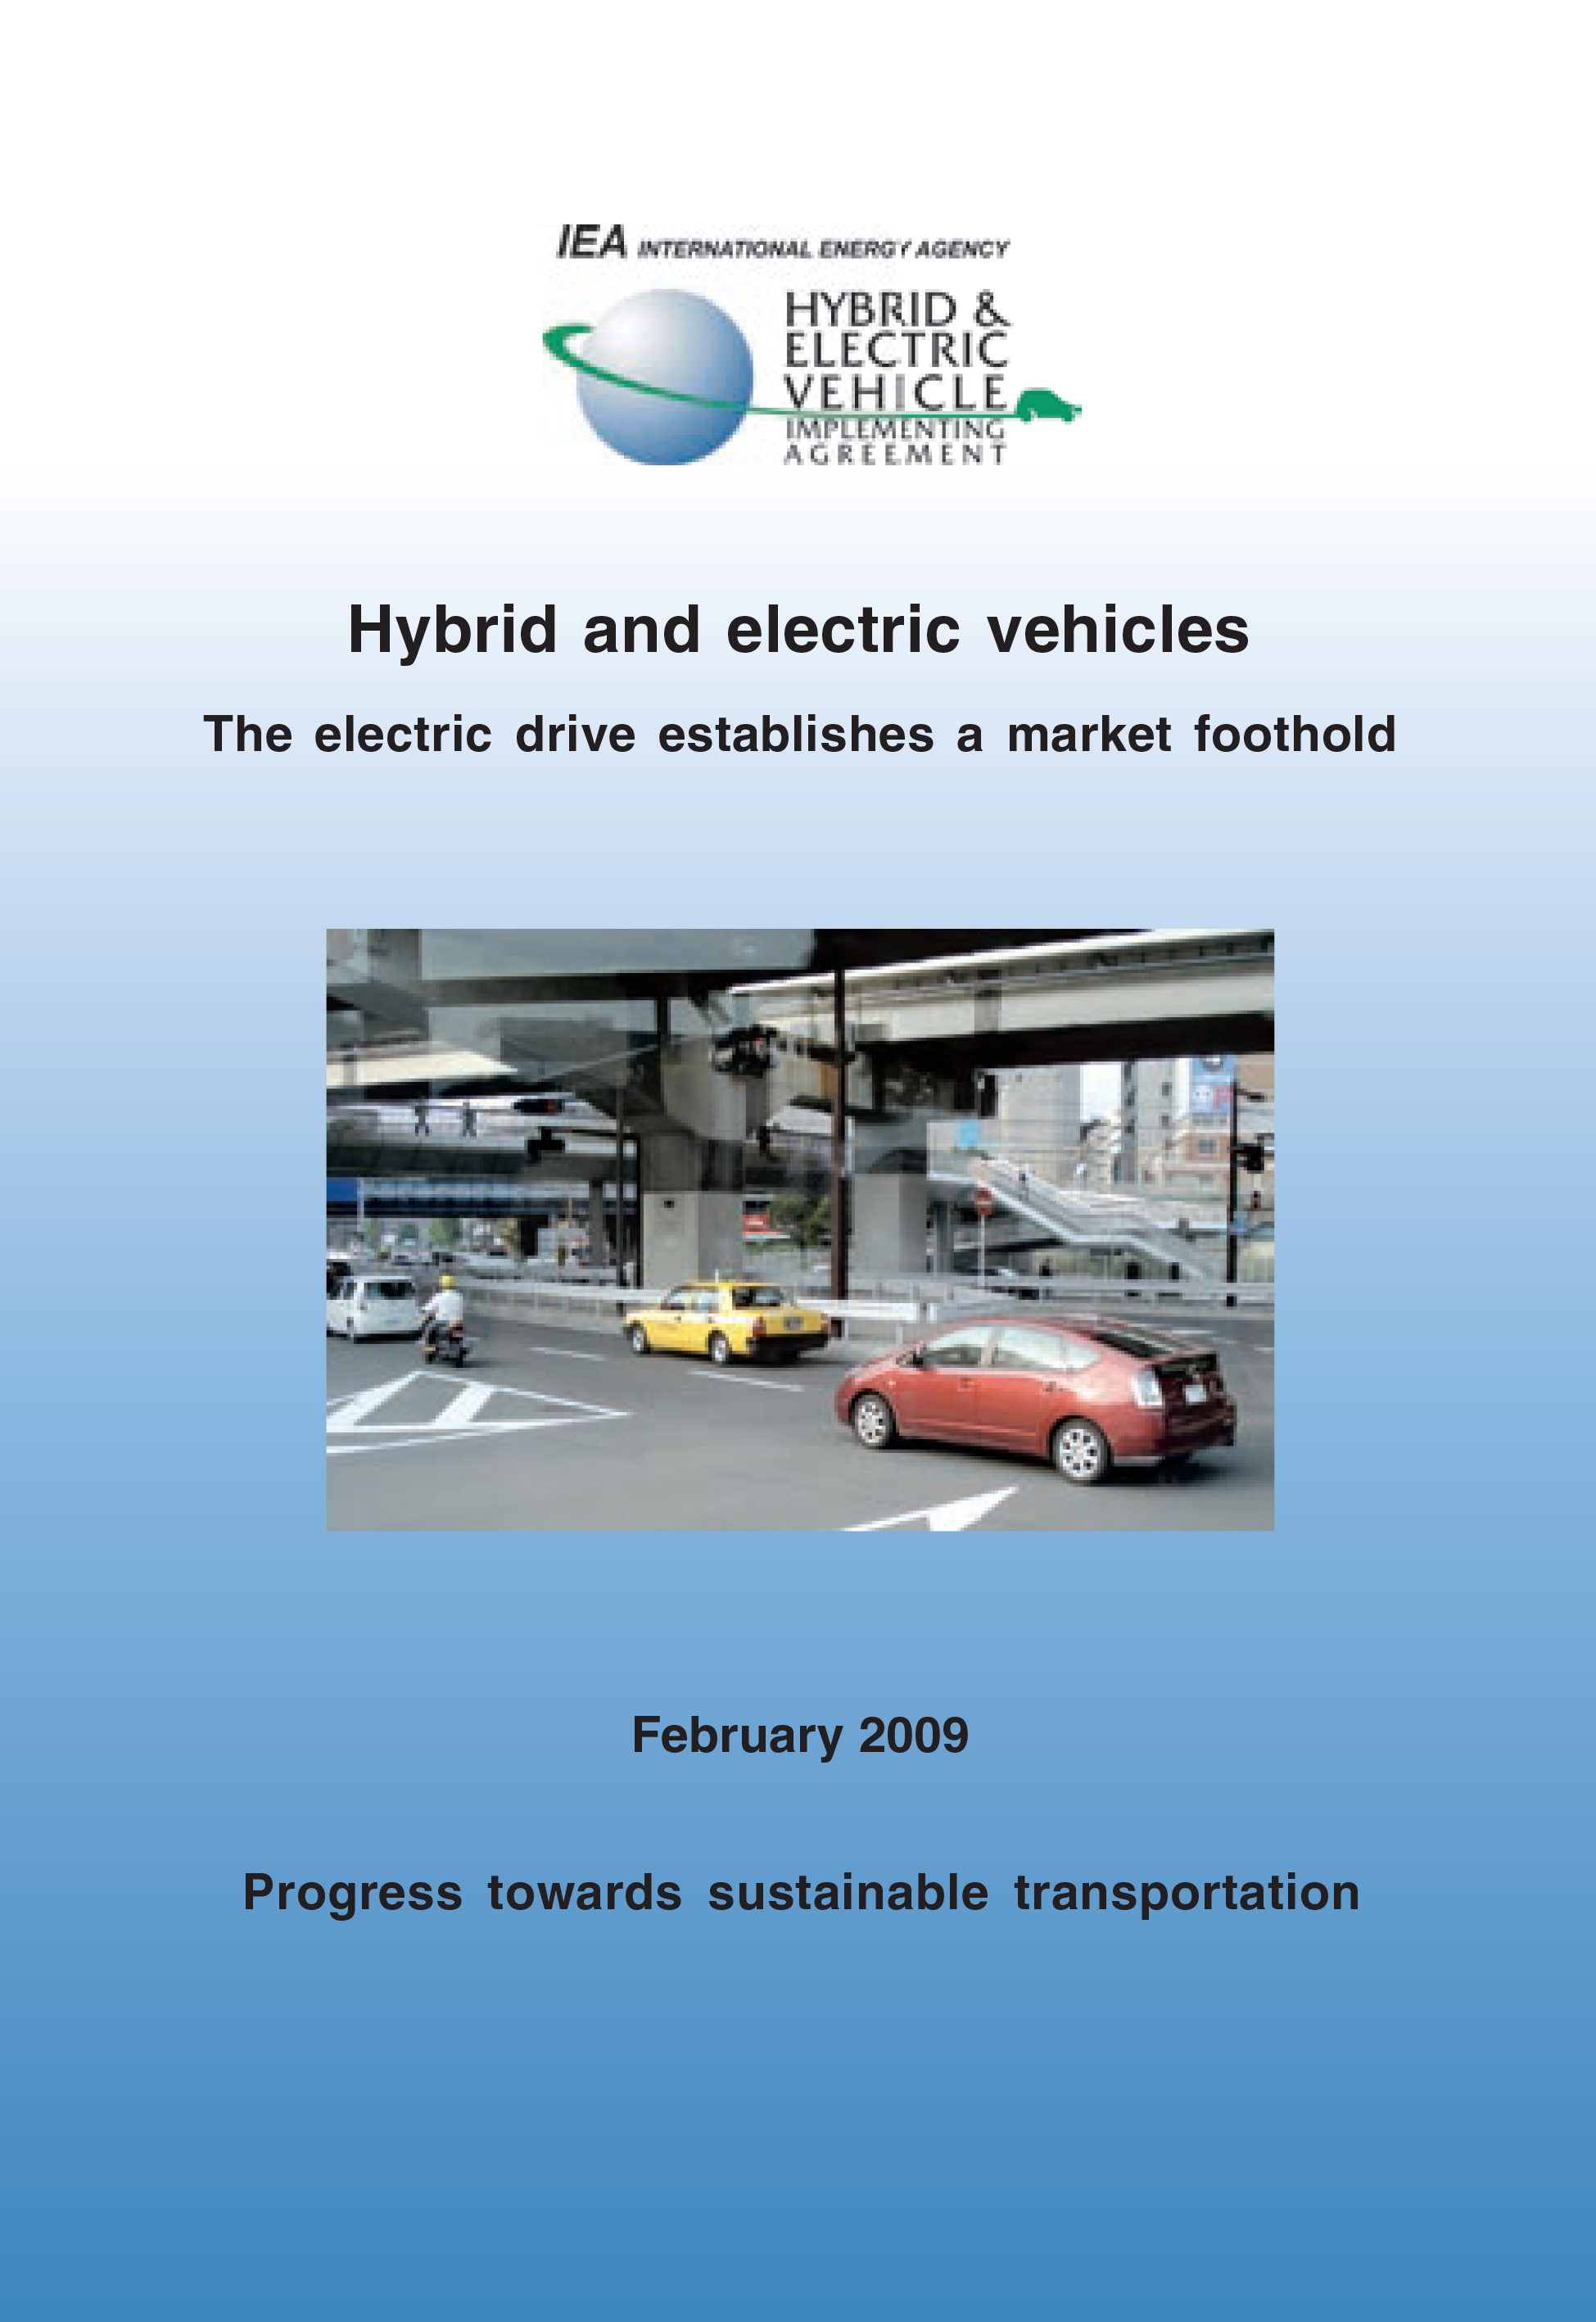 IEA INTERNATIONAL ENERGY AGENCY
HYBRID &
ELECTRIC
VEHICLE
IMPLEMENTING
AGREEMENT
Hybrid and electric vehicles
The electric drive establishes a market foothold
February 2009
Progress towards sustainable transportation